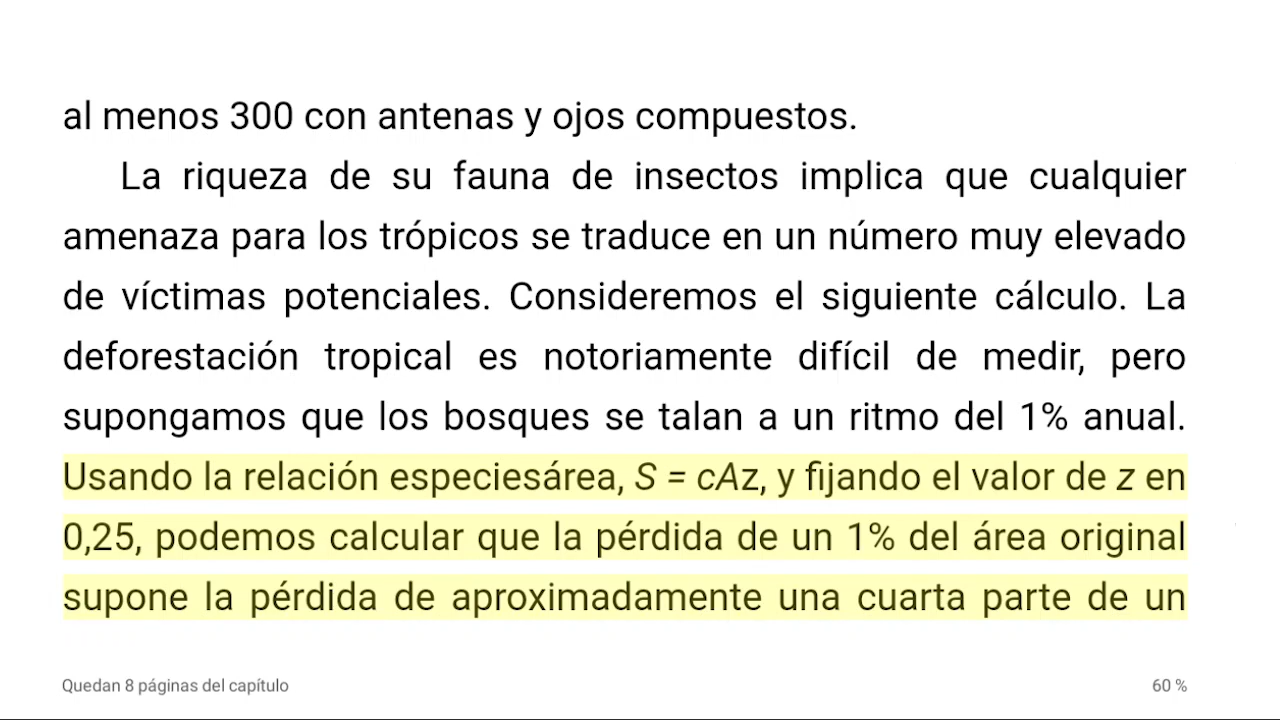 al menos 300 con antenas y ojos compuestos.
La riqueza de su fauna de insectos implica que cualquier
amenaza para los trópicos se traduce en un número muy elevado
de víctimas potenciales. Consideremos el siguiente cálculo. La
deforestación tropical es notoriamente difícil de medir, pero
supongamos que los bosques se talan a un ritmo del 1% anual.
Usando la relación especiesárea, S = cAz, y fijando el valor de z en
0,25, podemos calcular que la pérdida de un 1% del área original
supone la pérdida de aproximadamente una cuarta parte de un
Quedan 8 páginas del capítulo
60 %